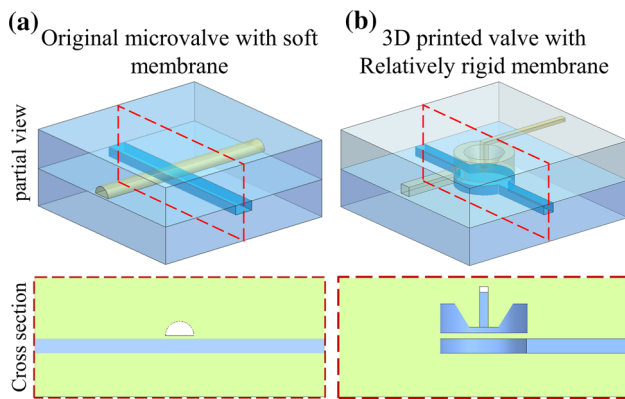 (a)
Original microvalve with soft
membrane
(b)
3D printed valve with
Relatively rigid membrane
partial view
Cross section